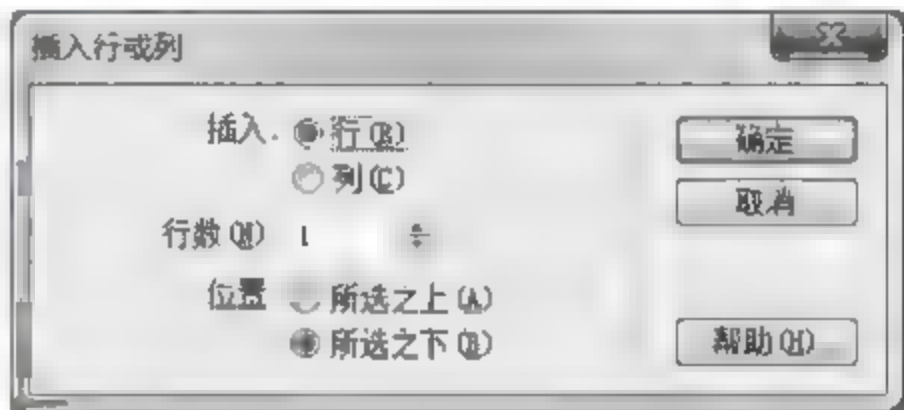 插入行或列
插入: 行(R)
列(C)
行数(N) 1
位置 所选之上(A)
所选之下(B)
确定
取消
帮助(H)